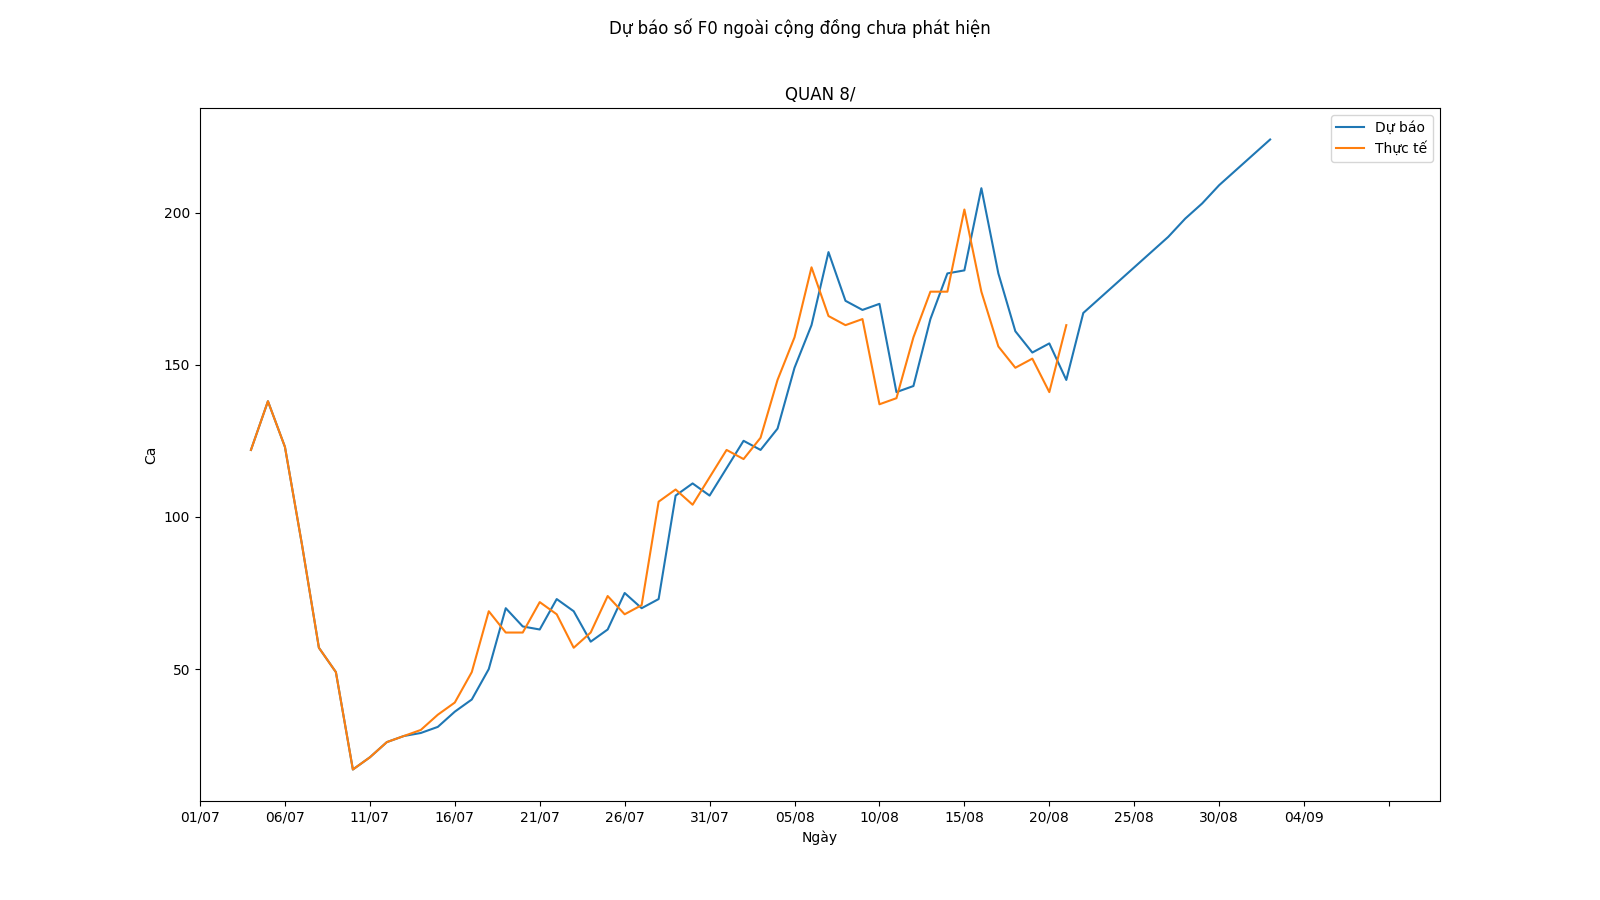 Dự báo số F0 ngoài cộng đồng chưa phát hiện
QUAN 8/
Dự báo
Thực tế
200
150
100
50
Ca
01/07 06/07 11/07 16/07 21/07 26/07 31/07 05/08 10/08 15/08 20/08 25/08 30/08 04/09
Ngày